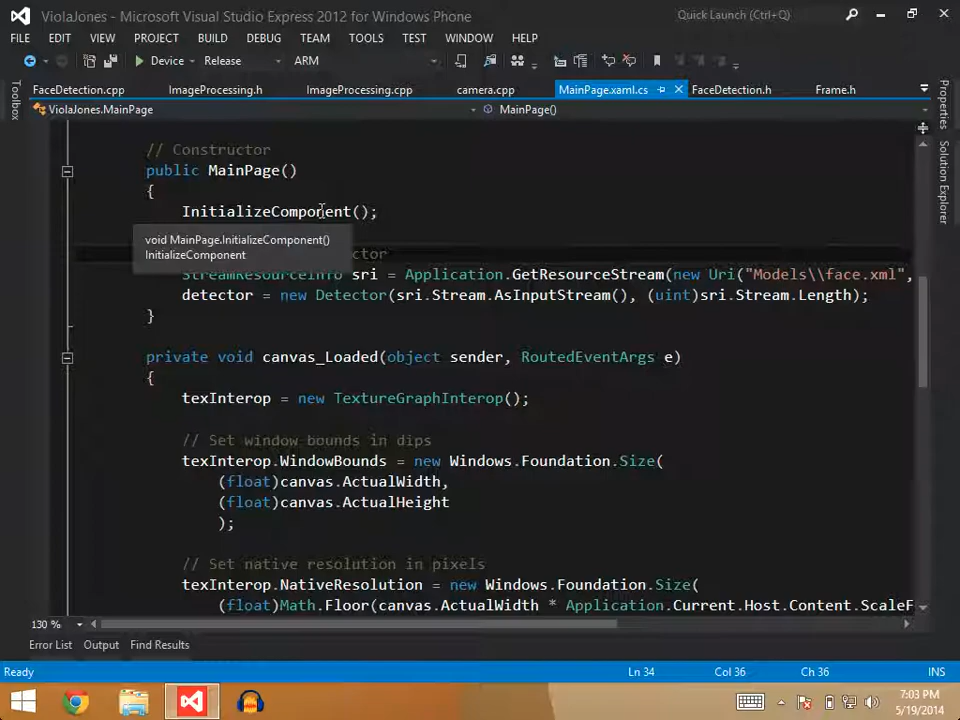 ViolaJones - Microsoft Visual Studio Express 2012 for Windows Phone
Quick Launch (Ctrl+Q)
FILE EDIT VIEW PROJECT BUILD DEBUG TEAM TOOLS TEST WINDOW HELP
Device Release ARM
Toolbox
FaceDetection.cpp ImageProcessing.h ImageProcessing.cpp camera.cpp MainPage.xaml.cs FaceDetection.h Frame.h
ViolaJones.MainPage MainPage()
Properties
Solution Explorer
// Constructor
public MainPage()
{
InitializeComponent();
void MainPage.InitializeComponent()
InitializeComponent
StreamResourceInfo sri = Application.GetResourceStream(new Uri("Models\\face.xml",
detector = new Detector(sri.Stream.AsInputStream(), (uint)sri.Stream.Length);
}
private void canvas_Loaded(object sender, RoutedEventArgs e)
{
texInterop = new TextureGraphInterop();
// Set window bounds in dips
texInterop.WindowBounds = new Windows.Foundation.Size(
(float)canvas.ActualWidth,
(float)canvas.ActualHeight
);
// Set native resolution in pixels
texInterop.NativeResolution = new Windows.Foundation.Size(
(float)Math.Floor(canvas.ActualWidth * Application.Current.Host.Content.ScaleF
130 %
Error List Output Find Results
Ready Ln 34 Col 36 Ch 36 INS
7:03 PM
5/19/2014